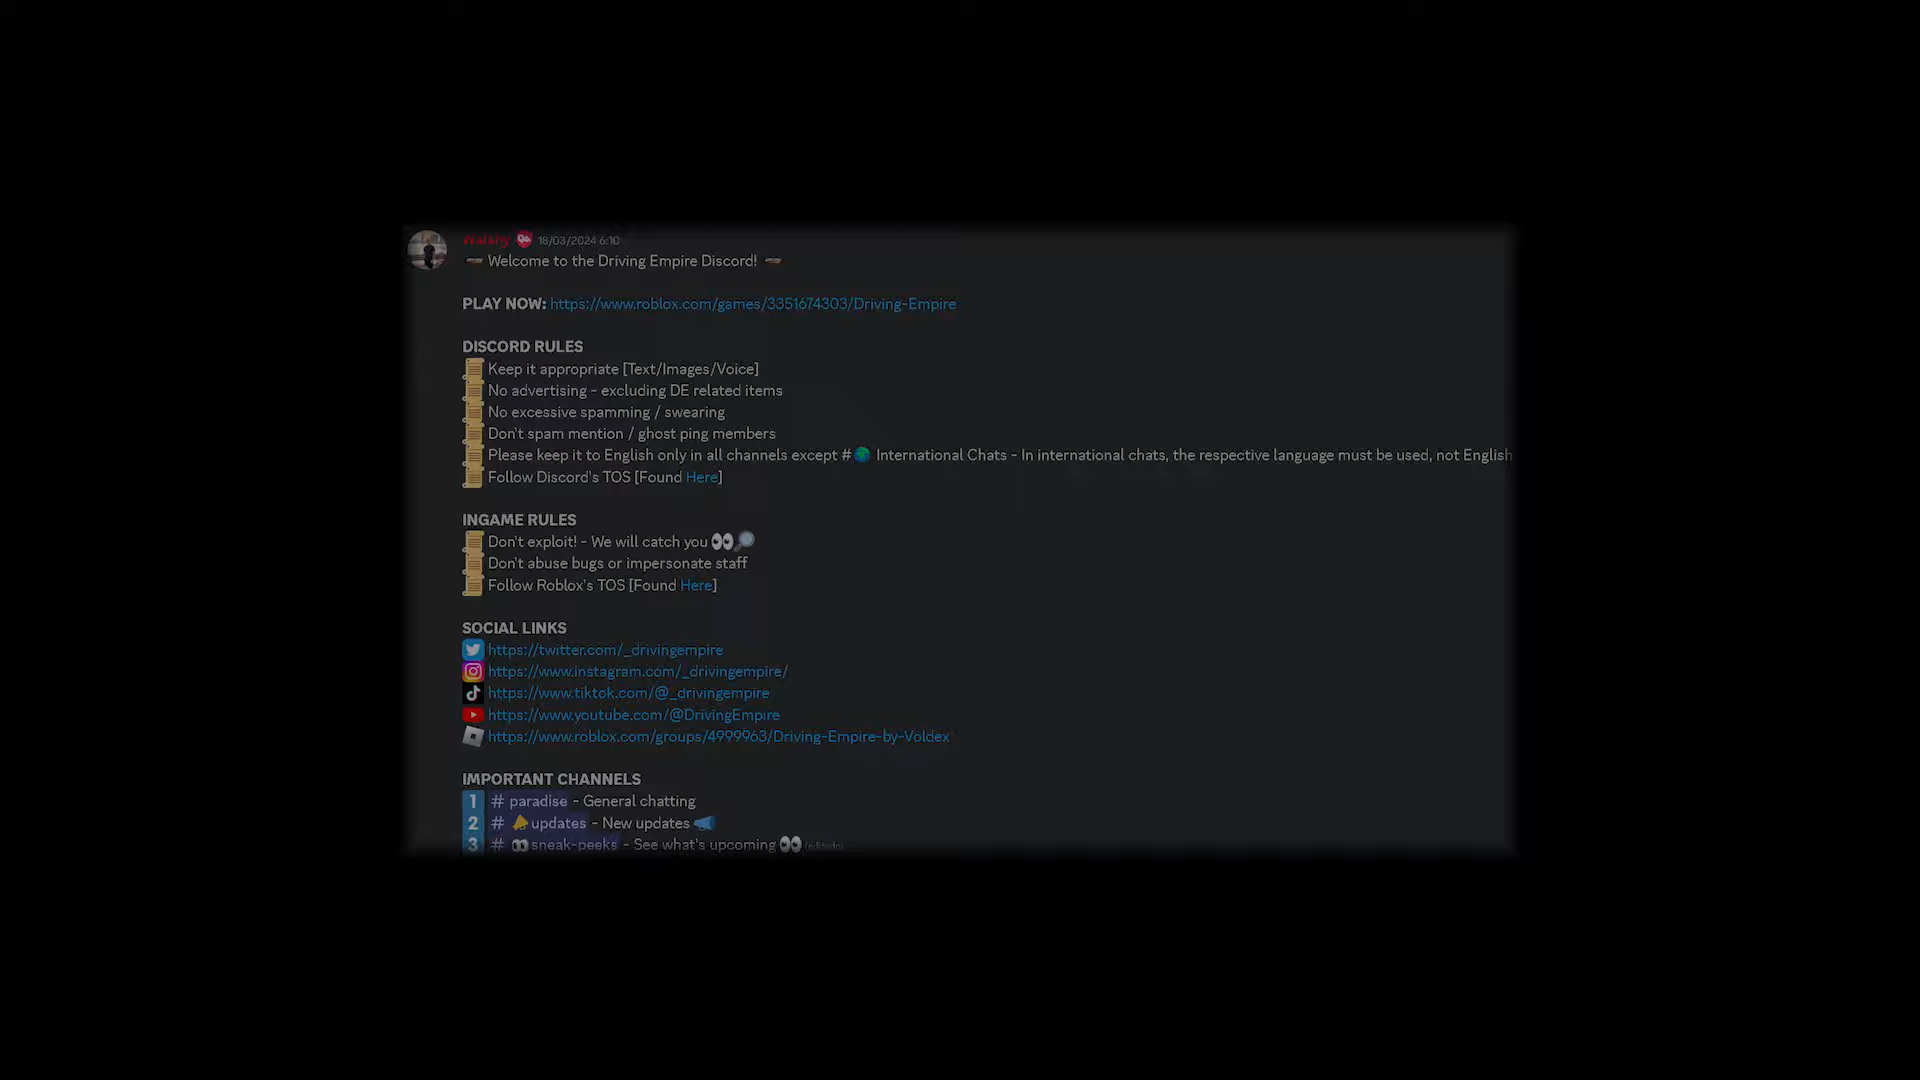 Walshy 18/03/2024 6:10
Welcome to the Driving Empire Discord!
PLAY NOW: https://www.roblox.com/games/3351674303/Driving-Empire
DISCORD RULES
Keep it appropriate [Text/Images/Voice]
No advertising - excluding DE related items
No excessive spamming / swearing
Don't spam mention / ghost ping members
Please keep it to English only in all channels except # International Chats - In international chats, the respective language must be used, not English
Follow Discord's TOS [Found Here]
INGAME RULES
Don't exploit! - We will catch you
Don't abuse bugs or impersonate staff
Follow Roblox's TOS [Found Here]
SOCIAL LINKS
https://twitter.com/_drivingempire
https://www.instagram.com/_drivingempire/
https://www.tiktok.com/@_drivingempire
https://www.youtube.com/@DrivingEmpire
https://www.roblox.com/groups/4999963/Driving-Empire-by-Voldex
IMPORTANT CHANNELS
1 # paradise - General chatting
2 # updates - New updates
3 # sneak-peeks - See what's upcoming